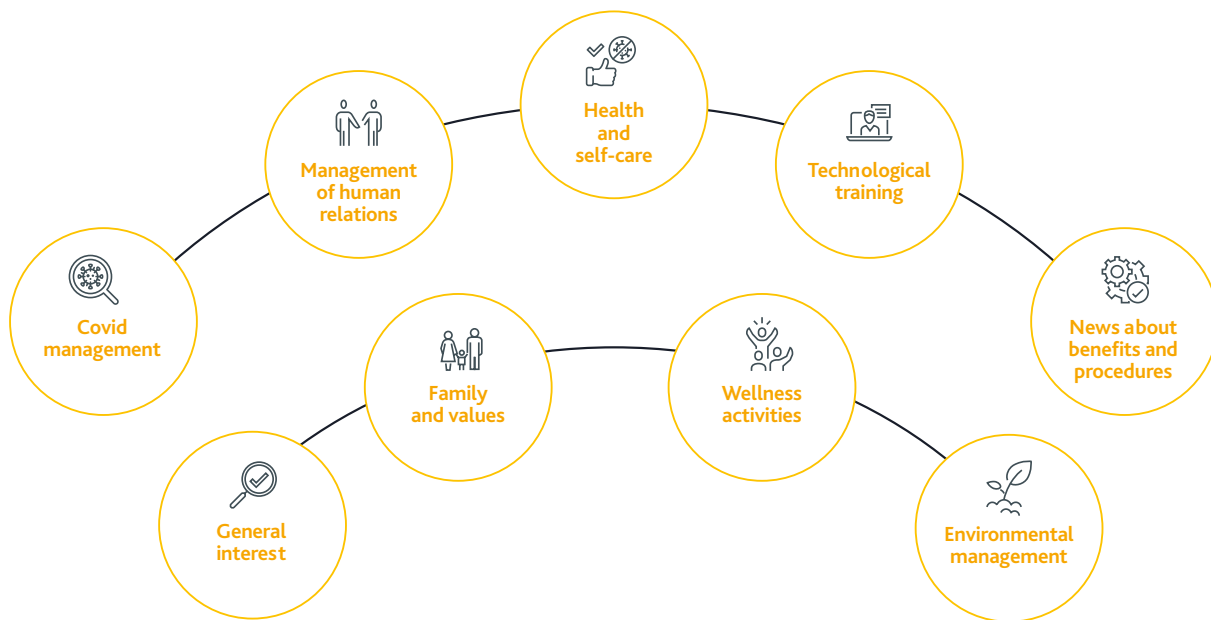 Covid
management
Management
of human
relations
Health
and
self-care
Technological
training
News about
benefits and
procedures
General
interest
Family
and values
Wellness
activities
Environmental
management